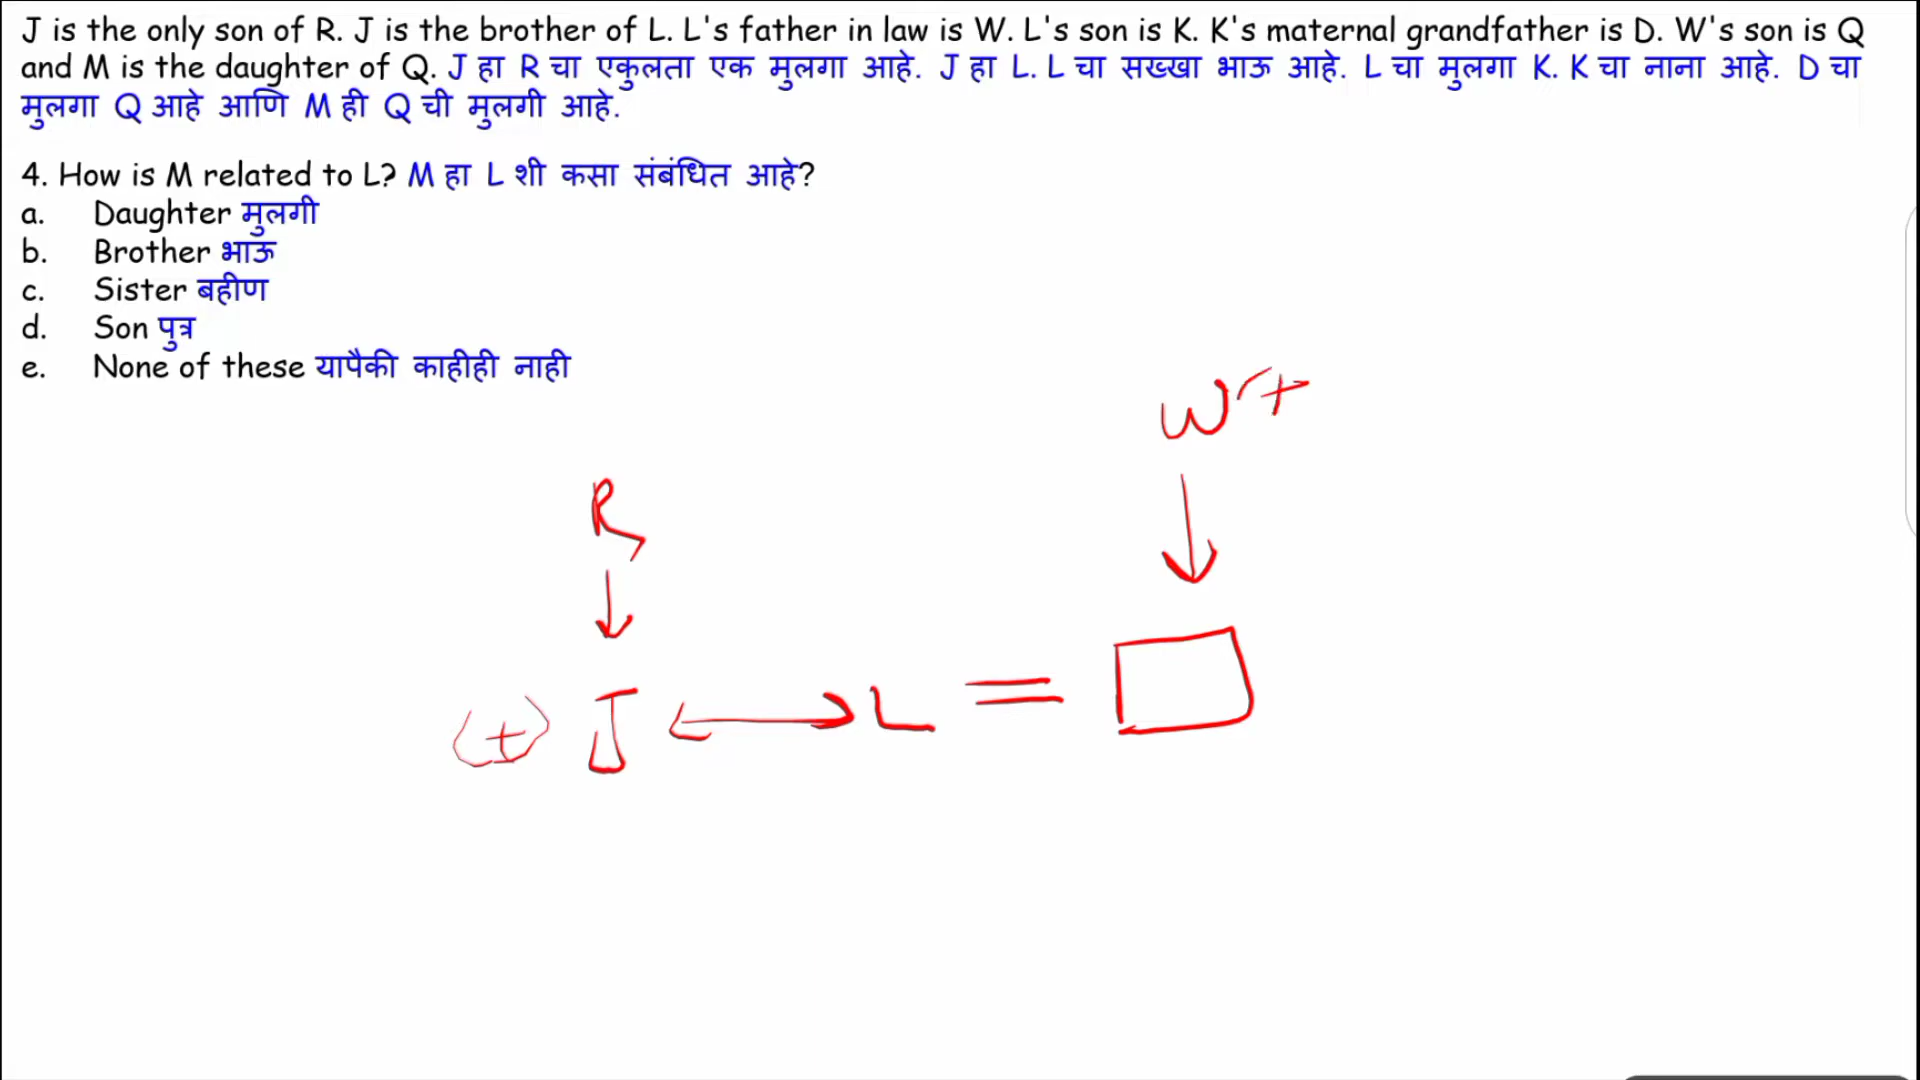 J is the only son of R. J is the brother of L. L's father in law is W. L's son is K. K's maternal grandfather is D. W's son is Q
and M is the daughter of Q. J हा R चा एकुलता एक मुलगा आहे. J हा L. L चा सख्खा भाऊ आहे. L चा मुलगा K. K चा नाना आहे. D चा
मुलगा Q आहे आणि M ही Q ची मुलगी आहे.
4. How is M related to L? M हा L शी कसा संबंधित आहे?
a. Daughter मुलगी
b. Brother भाऊ
c. Sister बहीण
d. Son पुत्र
e. None of these यापैकी काहीही नाही
W +
R
(+) J L =